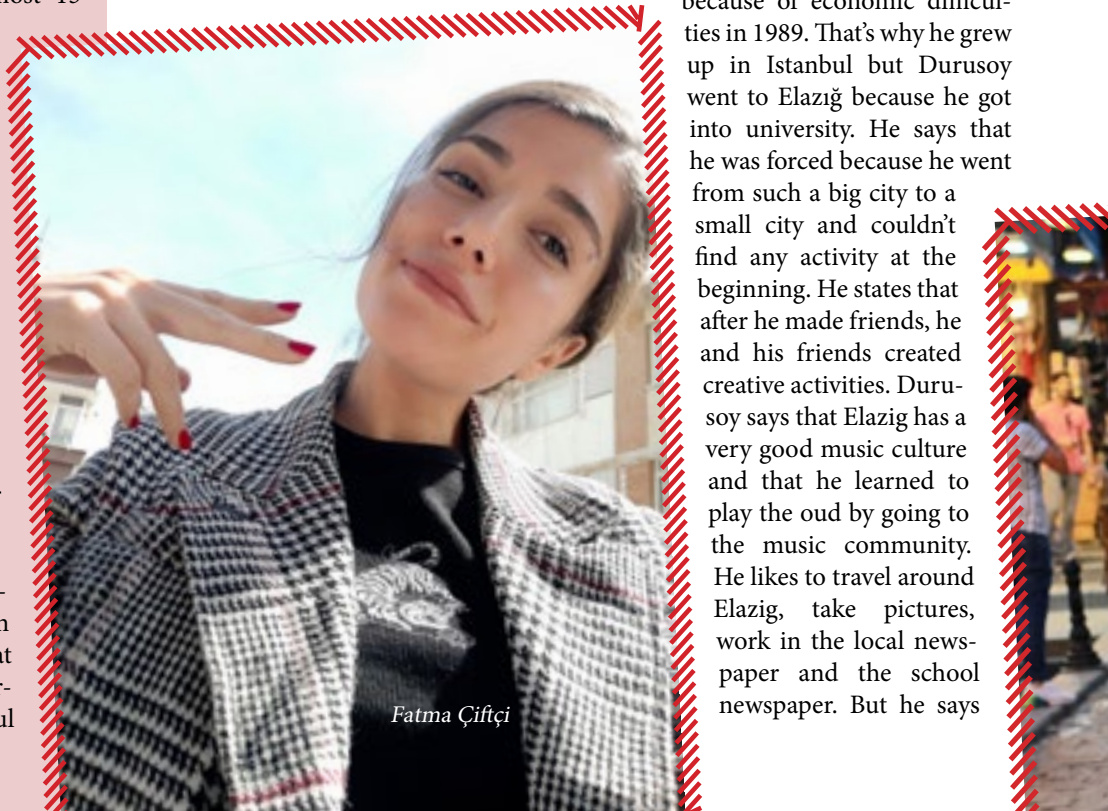 ties in 1989. That's why he grew
up in Istanbul but Durusoy
went to Elazığ because he got
into university. He says that
he was forced because he went
from such a big city to a
small city and couldn't
find any activity at the
beginning. He states that
after he made friends, he
and his friends created
creative activities. Duru-
soy says that Elazig has a
very good music culture
and that he learned to
play the oud by going to
the music community.
He likes to travel around
Elazig, take pictures,
work in the local news-
paper and the school
newspaper. But he says
Fatma Çiftçi